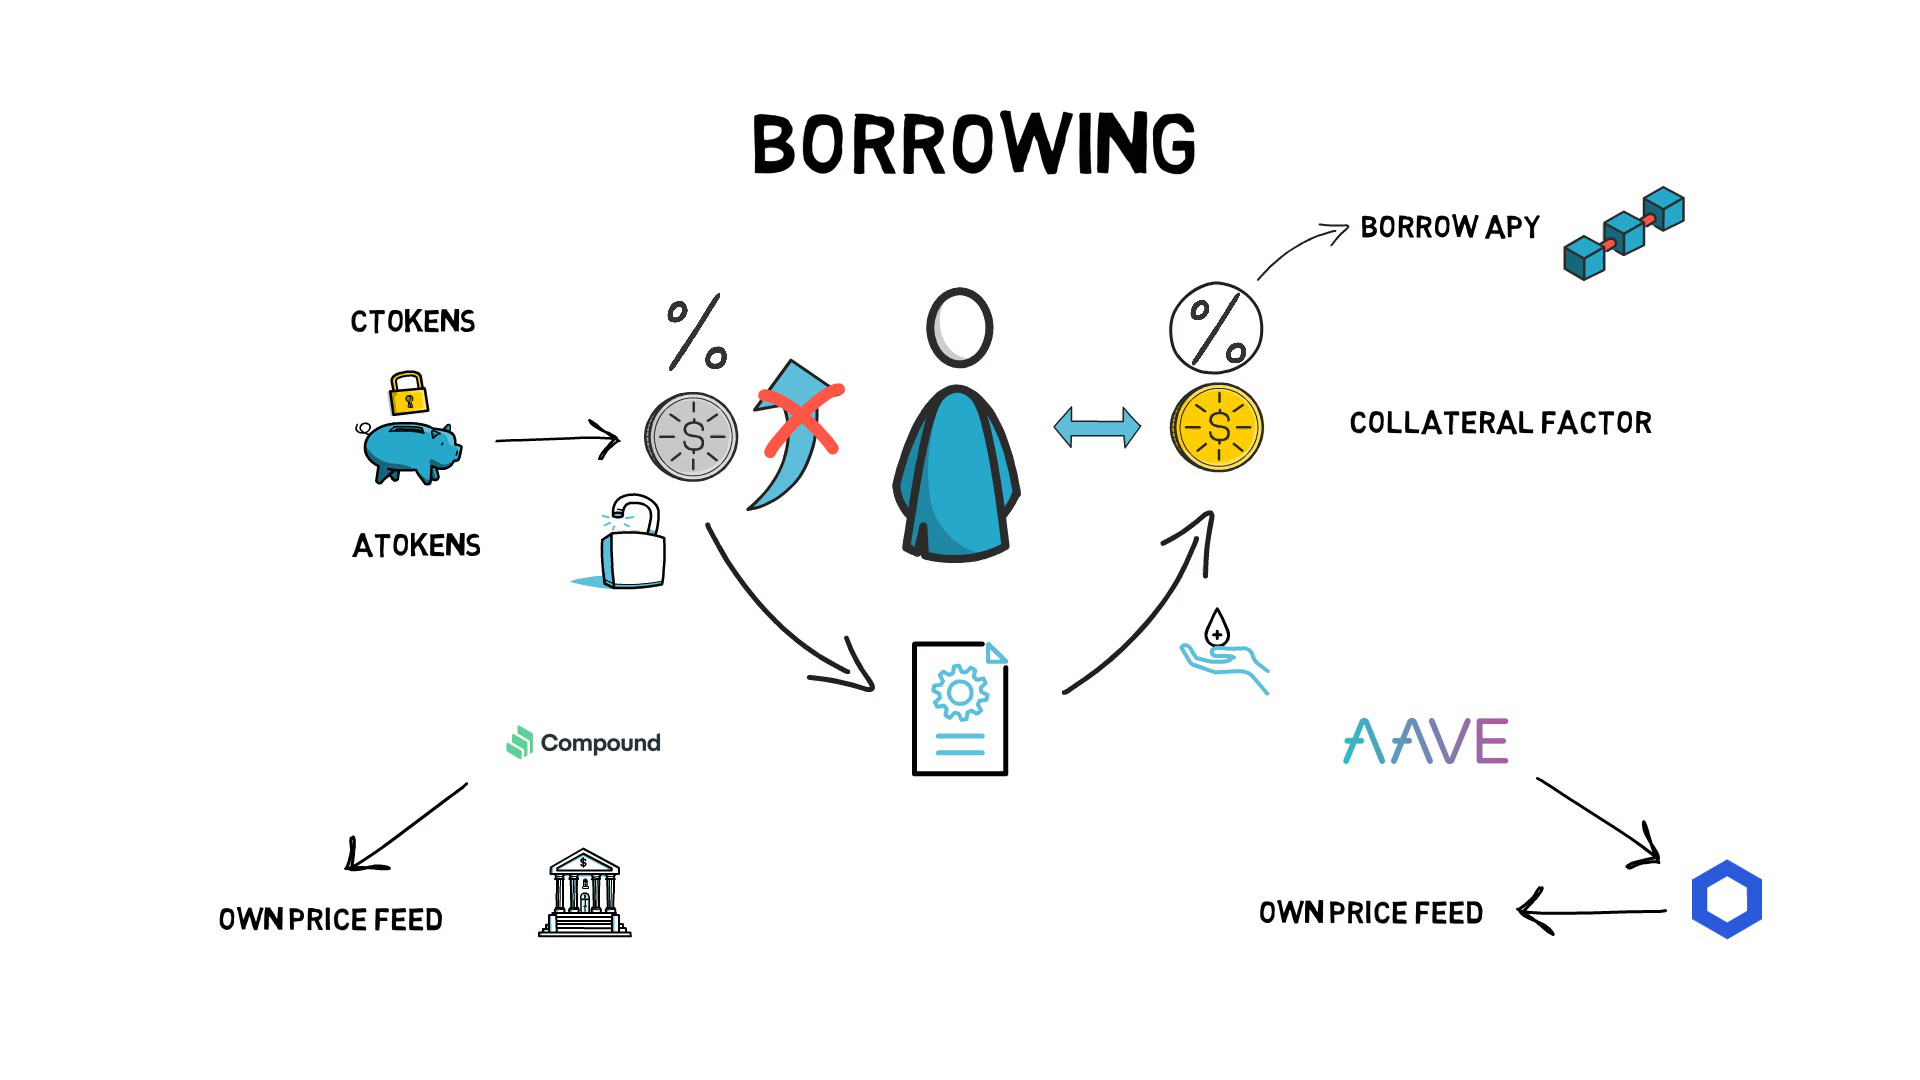 BORROWING
BORROW APY
CTOKENS
%
%
$
$
COLLATERAL FACTOR
ATOKENS
Compound
AAVE
$
OWN PRICE FEED
OWN PRICE FEED